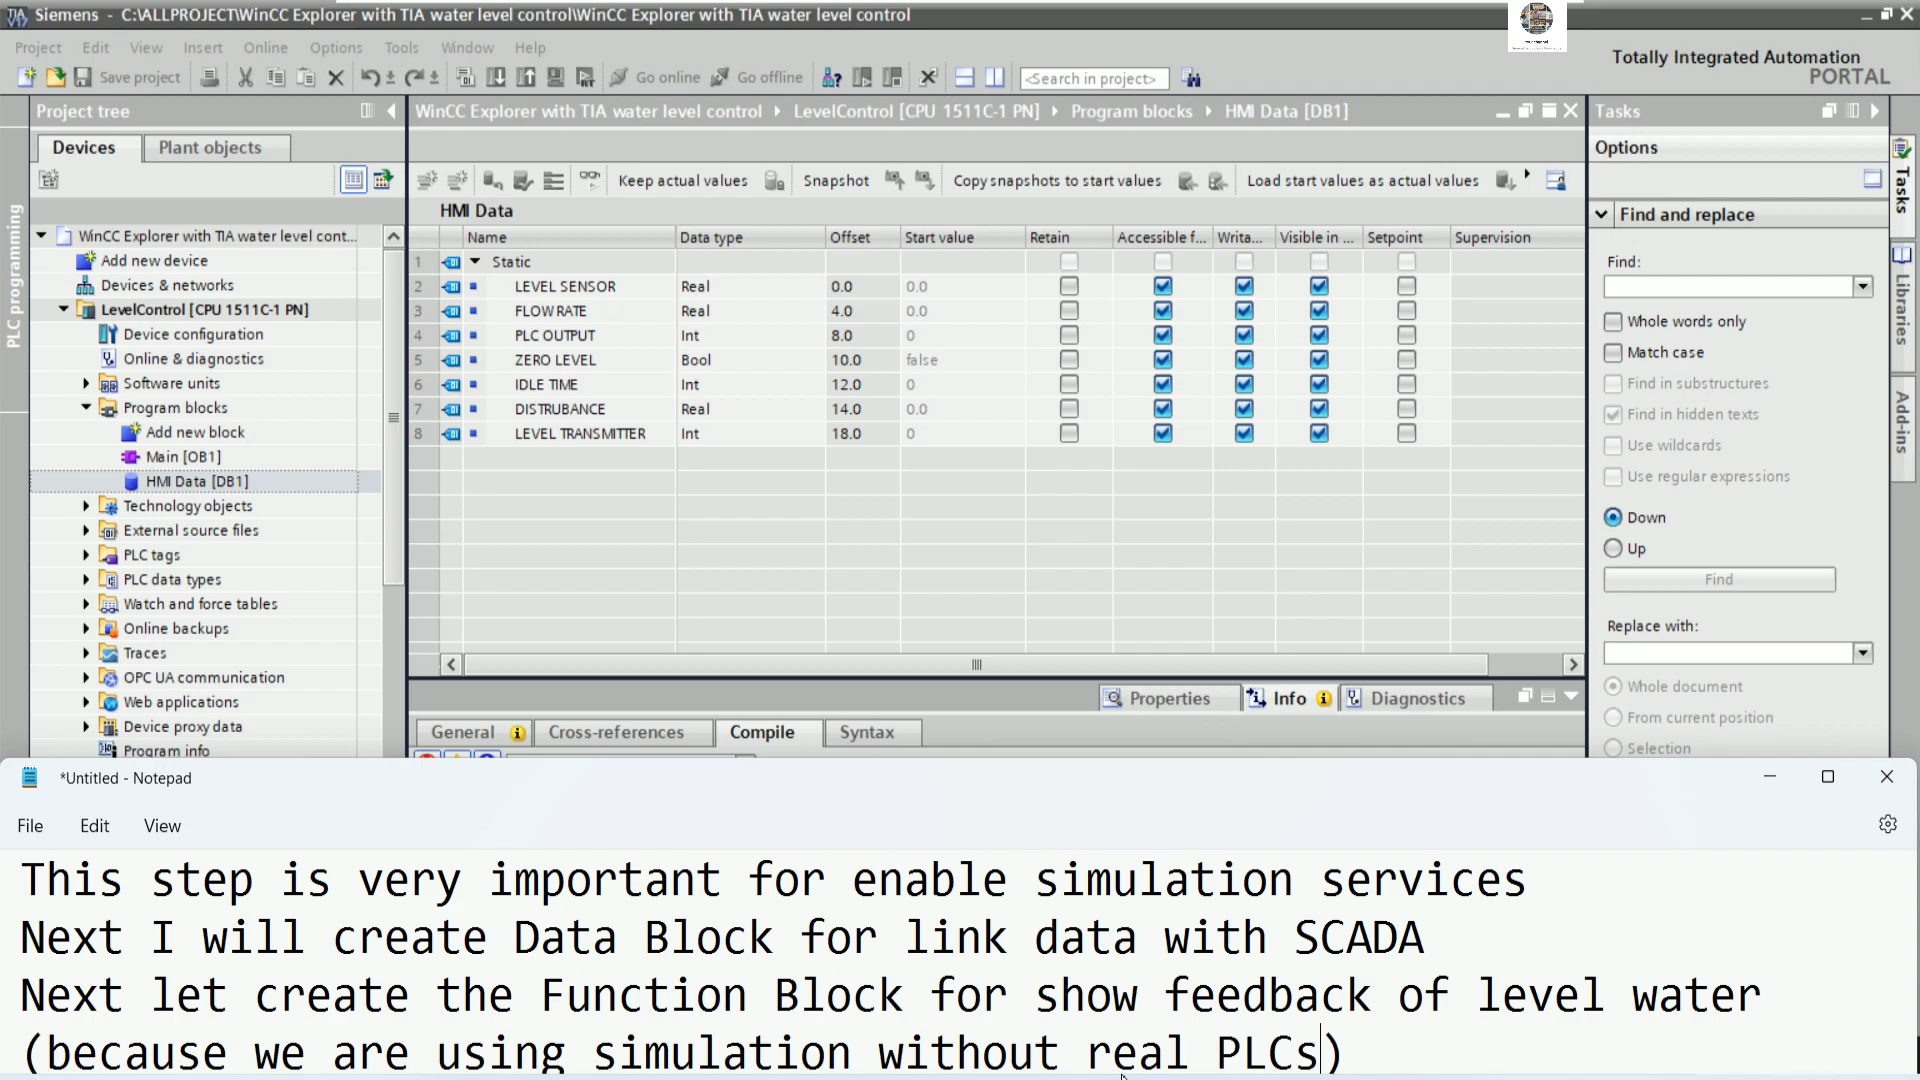 Siemens - C:\ALLPROJECT\WinCC Explorer with TIA water level control\WinCC Explorer with TIA water level control
Project Edit View Insert Online Options Tools Window Help
Totally Integrated Automation
PORTAL
Save project Go online Go offline <Search in project>
Project tree
WinCC Explorer with TIA water level control LevelControl [CPU 1511C-1 PN] Program blocks HMI Data [DB1]
Tasks
Devices Plant objects
Options
Keep actual values Snapshot Copy snapshots to start values Load start values as actual values
PLC programming
Tasks
Libraries
Add-ins
HMI Data
Find and replace
WinCC Explorer with TIA water level cont...
Add new device
Devices & networks
LevelControl [CPU 1511C-1 PN]
Device configuration
Online & diagnostics
Software units
Program blocks
Add new block
Main [OB1]
HMI Data [DB1]
Technology objects
External source files
PLC tags
PLC data types
Watch and force tables
Online backups
Traces
OPC UA communication
Web applications
Device proxy data
Program info
Name Data type Offset Start value Retain Accessible f... Writa... Visible in ... Setpoint Supervision
1 Static
2 LEVEL SENSOR Real 0.0 0.0
3 FLOW RATE Real 4.0 0.0
4 PLC OUTPUT Int 8.0 0
5 ZERO LEVEL Bool 10.0 false
6 IDLE TIME Int 12.0 0
7 DISTRUBANCE Real 14.0 0.0
8 LEVEL TRANSMITTER Int 18.0 0
Find:
Whole words only
Match case
Find in substructures
Find in hidden texts
Use wildcards
Use regular expressions
Down
Up
Find
Replace with:
Whole document
From current position
Selection
Properties Info Diagnostics
General Cross-references Compile Syntax
*Untitled - Notepad
File Edit View
This step is very important for enable simulation services
Next I will create Data Block for link data with SCADA
Next let create the Function Block for show feedback of level water
(because we are using simulation without real PLCs)